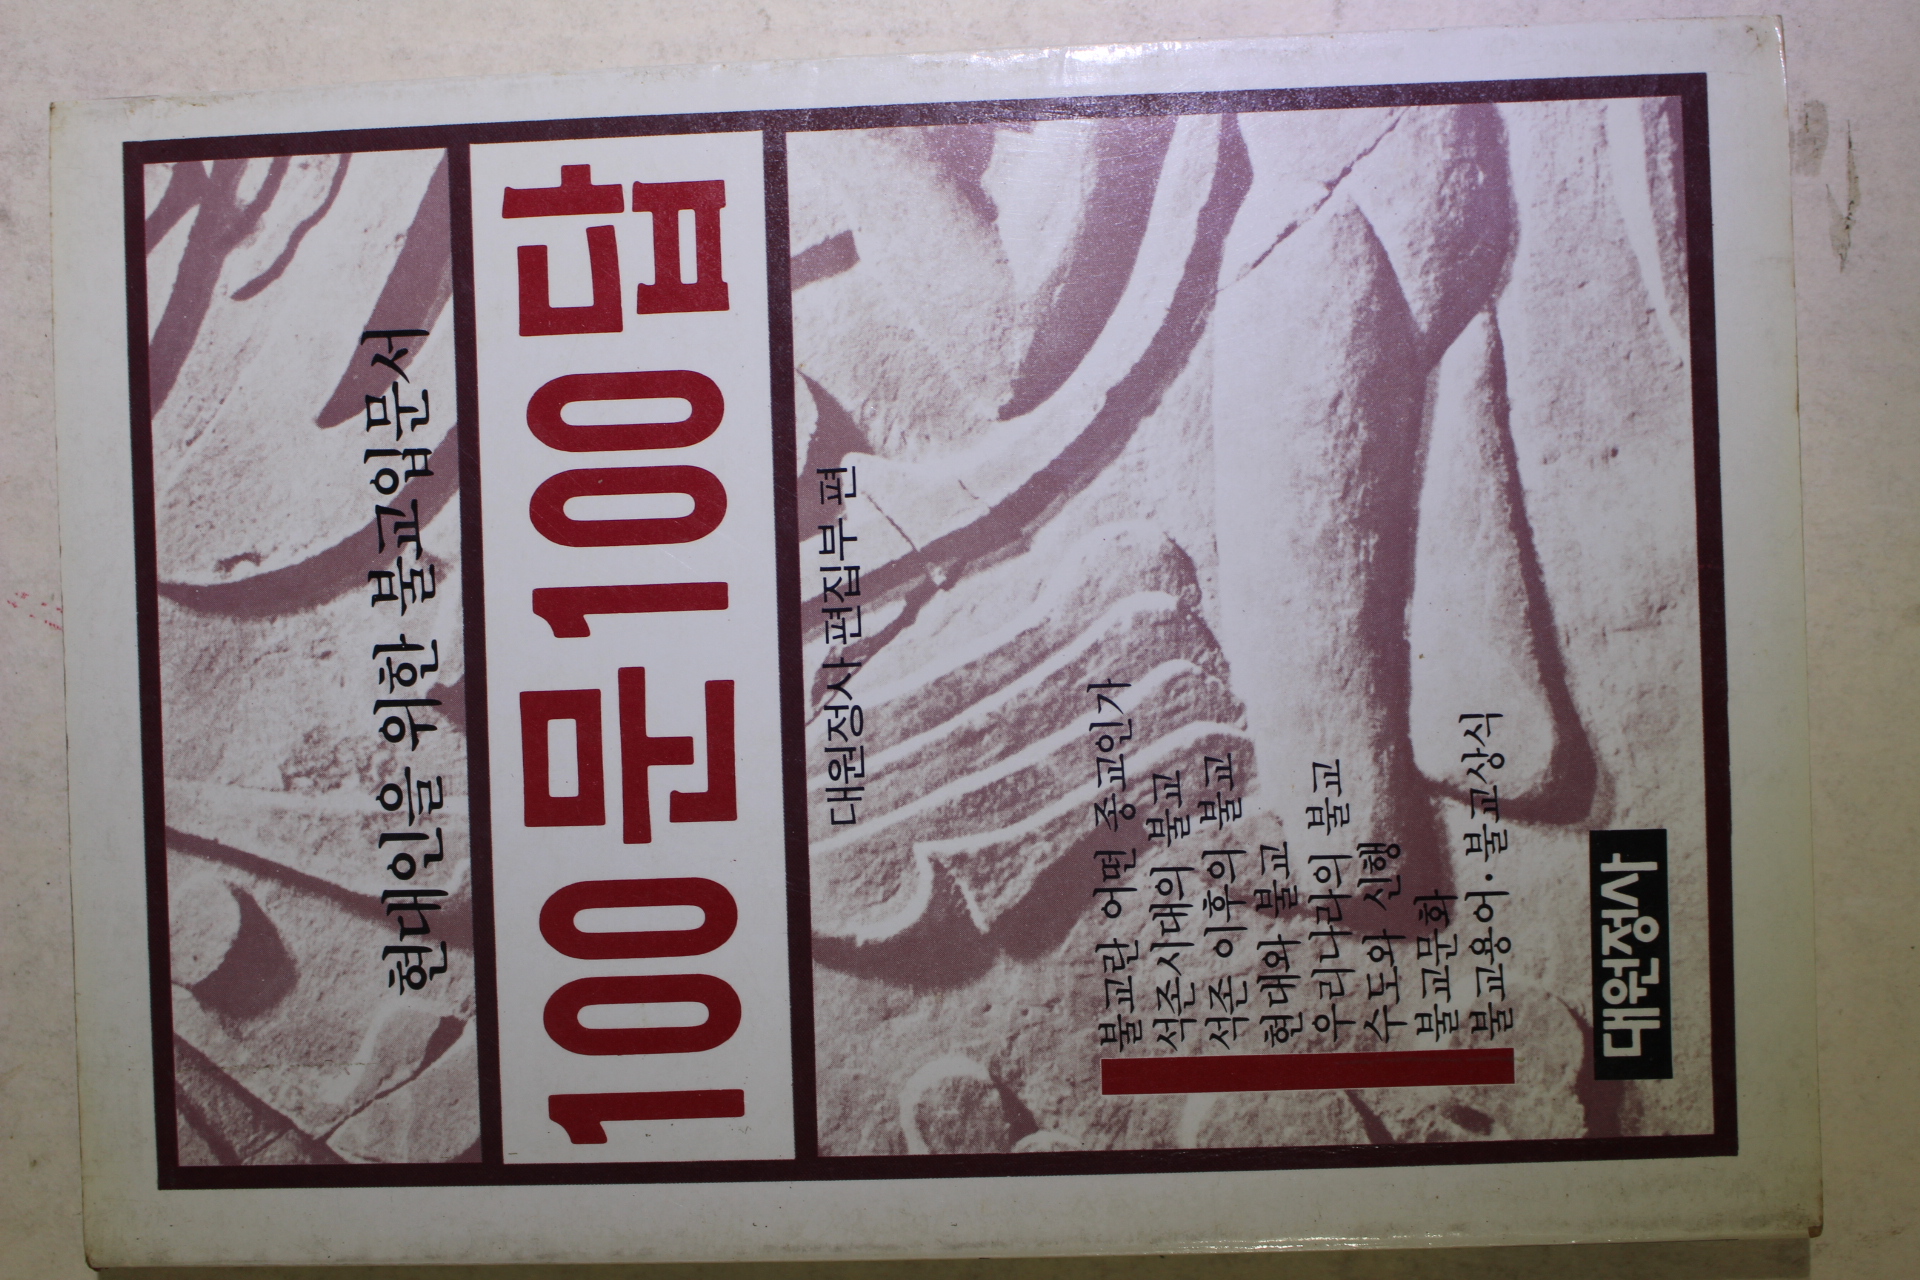 현대인을 위한 불교입문서
100문100답
대원정사 편집부 편
불교란 어떤 종교인가
석존시대의 불교
석존 이후의 불교
현대와 불교
우리나라의 불교
수도와 신행
불교문화
불교용어·불교상식
대원정사